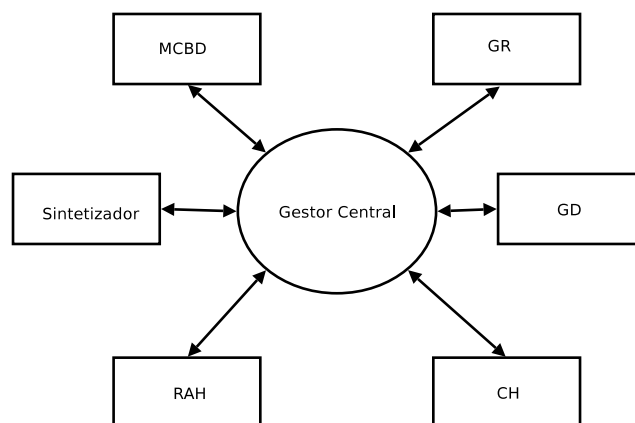 MCBD
GR
Sintetizador
Gestor Central
GD
RAH
CH